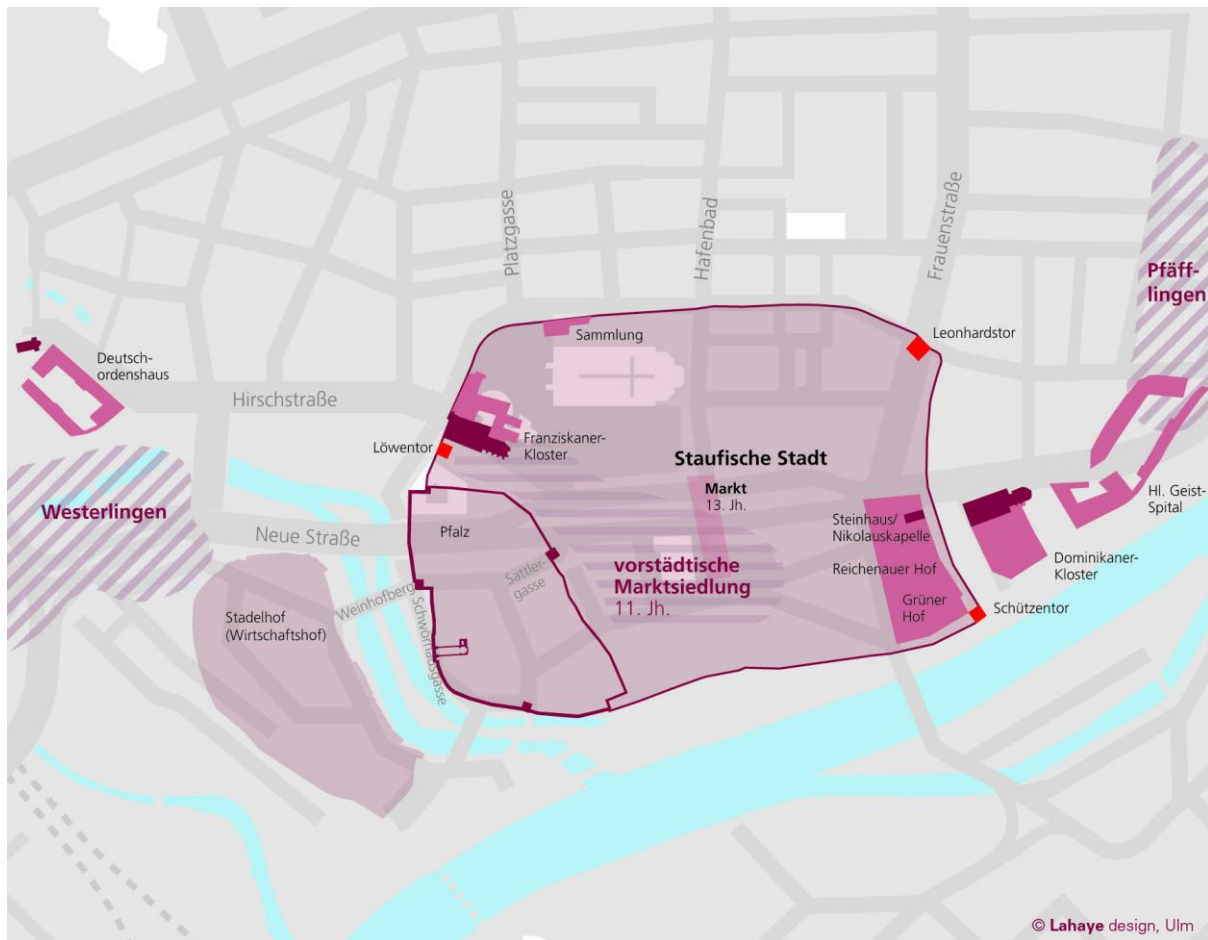 Platzgasse
Hafenbad
Frauenstraße
Pfäff-
lingen
Sammlung
Leonhardstor
Deutsch-
ordenshaus
Hirschstraße
Löwentor
Franziskaner-
Kloster
Staufische Stadt
Markt
13. Jh.
Hl. Geist-
Spital
Westerlingen
Neue Straße
Pfalz
Sattler-
gasse
vorstädtische
Marktsiedlung
11. Jh.
Steinhaus/
Nikolauskapelle
Reichenauer Hof
Grüner
Hof
Dominikaner-
Kloster
Schützentor
Weinhofberg
Schwörhausgasse
Stadelhof
(Wirtschaftshof)
© Lahaye design, Ulm